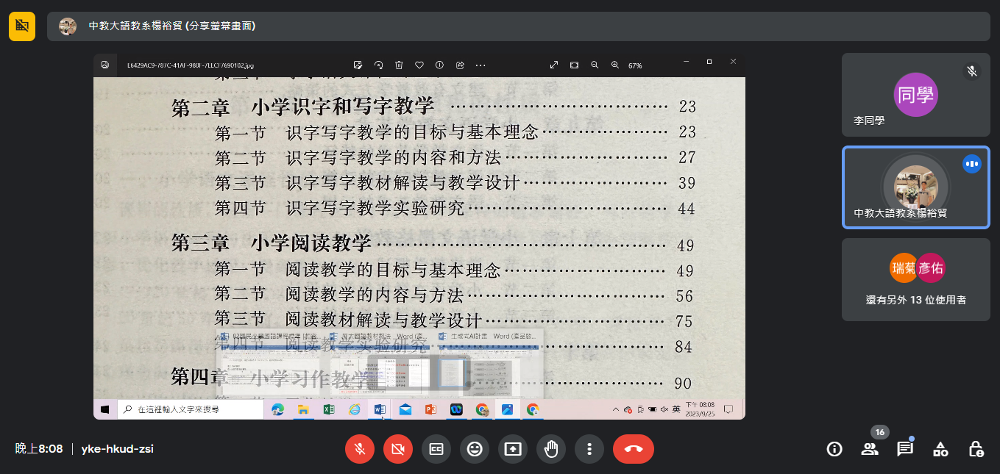 中教大語教系楊裕貿 (分享螢幕畫面)
E6429AC9-787C-41AF-980F-7EECF7690102.jpg
67%
第二章 小学识字和写字教学 23
第一节 识字写字教学的目标与基本理念 23
第二节 识字写字教学的内容和方法 27
第三节 识字写字教材解读与教学设计 39
第四节 识字写字教学实验研究 44
第三章 小学阅读教学 49
第一节 阅读教学的目标与基本理念 49
第二节 阅读教学的内容与方法 56
第三节 阅读教材解读与教学设计 75
生成式AI計畫 - Word
第四节 阅读教学实验研究 84
第四章 小学习作教学 90
在這裡輸入文字來搜尋
英
下午 08:08
2023/9/25
同學
李同學
中教大語教系楊裕貿
瑞菊
彥佑
還有另外 13 位使用者
晚上8:08
yke-hkud-zsi
16